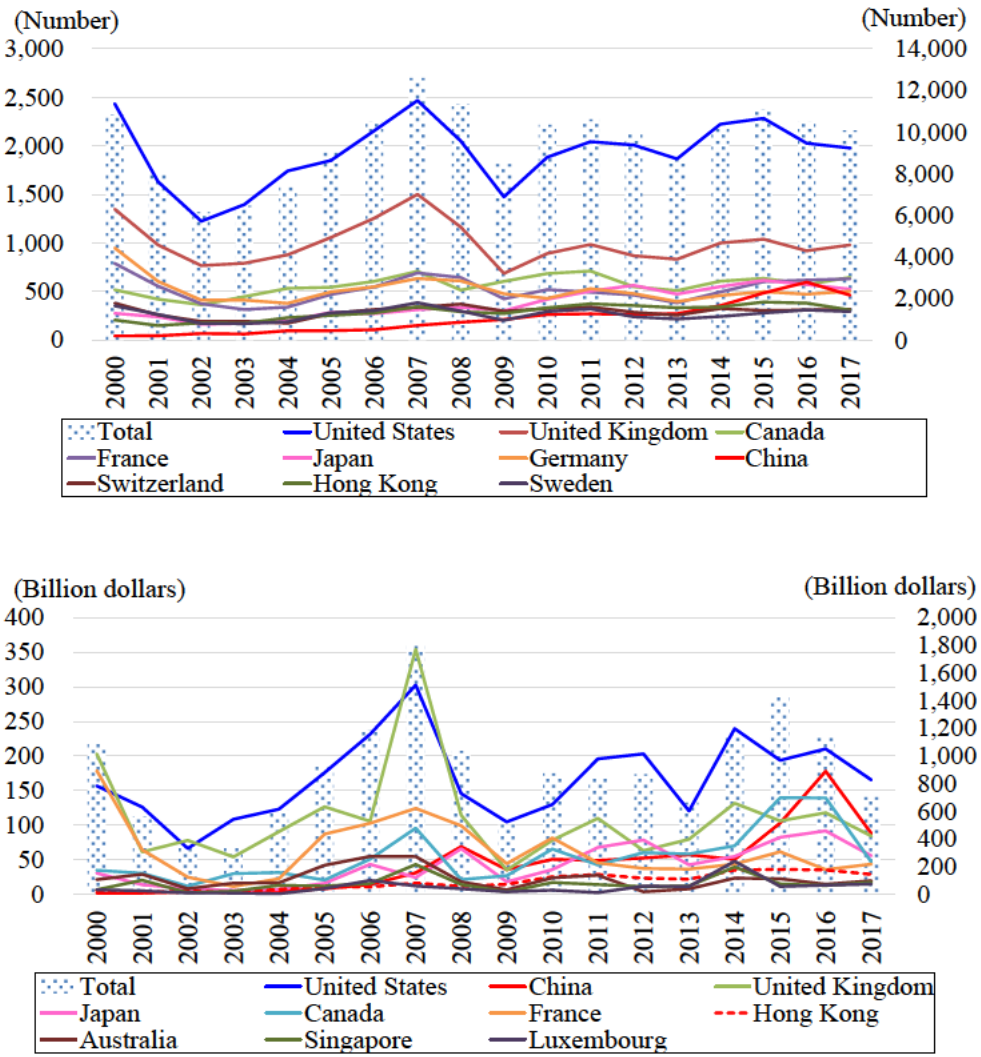 (Number) (Number)
3,000 14,000
2,500 12,000
2,000 10,000
1,500 8,000
1,000 6,000
500 4,000
0 2,000
0
2000 2001 2002 2003 2004 2005 2006 2007 2008 2009 2010 2011 2012 2013 2014 2015 2016 2017
Total United States United Kingdom Canada
France Japan Germany China
Switzerland Hong Kong Sweden
(Billion dollars) (Billion dollars)
400 2,000
350 1,800
300 1,600
250 1,400
200 1,200
150 1,000
100 800
50 600
0 400
200
0
2000 2001 2002 2003 2004 2005 2006 2007 2008 2009 2010 2011 2012 2013 2014 2015 2016 2017
Total United States China United Kingdom
Japan Canada France Hong Kong
Australia Singapore Luxembourg